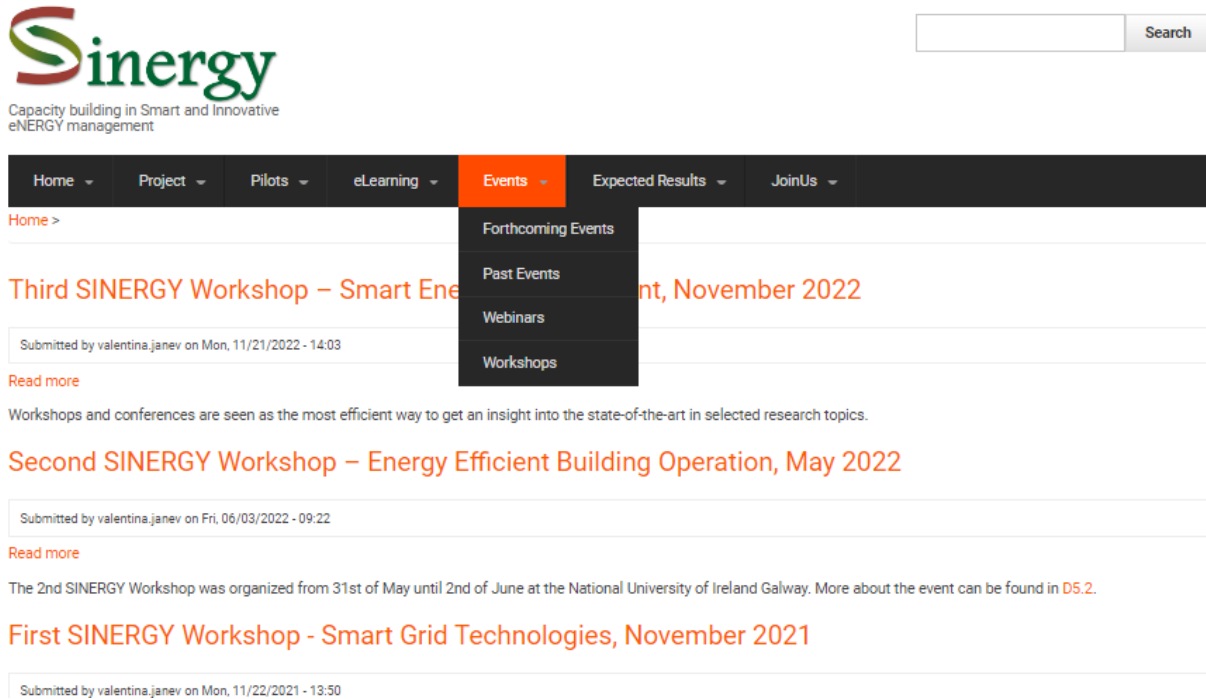 Sinergy
Capacity building in Smart and Innovative
eNERGY management
Search
Home
Project
Pilots
eLearning
Events
Expected Results
JoinUs
Home >
Forthcoming Events
Past Events
Webinars
Workshops
Third SINERGY Workshop – Smart Ene nt, November 2022
Submitted by valentina.janev on Mon, 11/21/2022 - 14:03
Read more
Workshops and conferences are seen as the most efficient way to get an insight into the state-of-the-art in selected research topics.
Second SINERGY Workshop – Energy Efficient Building Operation, May 2022
Submitted by valentina.janev on Fri, 06/03/2022 - 09:22
Read more
The 2nd SINERGY Workshop was organized from 31st of May until 2nd of June at the National University of Ireland Galway. More about the event can be found in D5.2.
First SINERGY Workshop - Smart Grid Technologies, November 2021
Submitted by valentina.janev on Mon, 11/22/2021 - 13:50